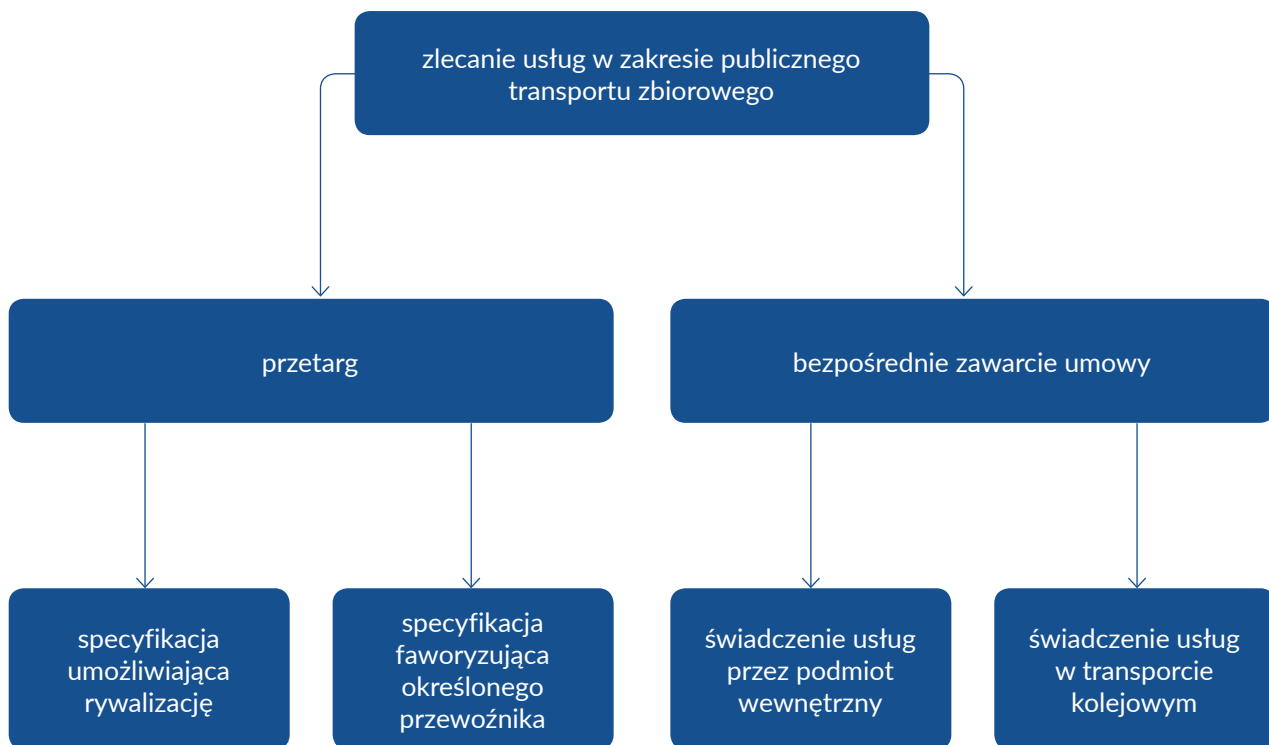 zlecanie usług w zakresie publicznego
transportu zbiorowego
przetarg
bezpośrednie zawarcie umowy
specyfikacja
umożliwiająca
rywalizację
specyfikacja
faworyzująca
określonego
przewoźnika
świadczenie usług
przez podmiot
wewnętrzny
świadczenie usług
w transporcie
kolejowym